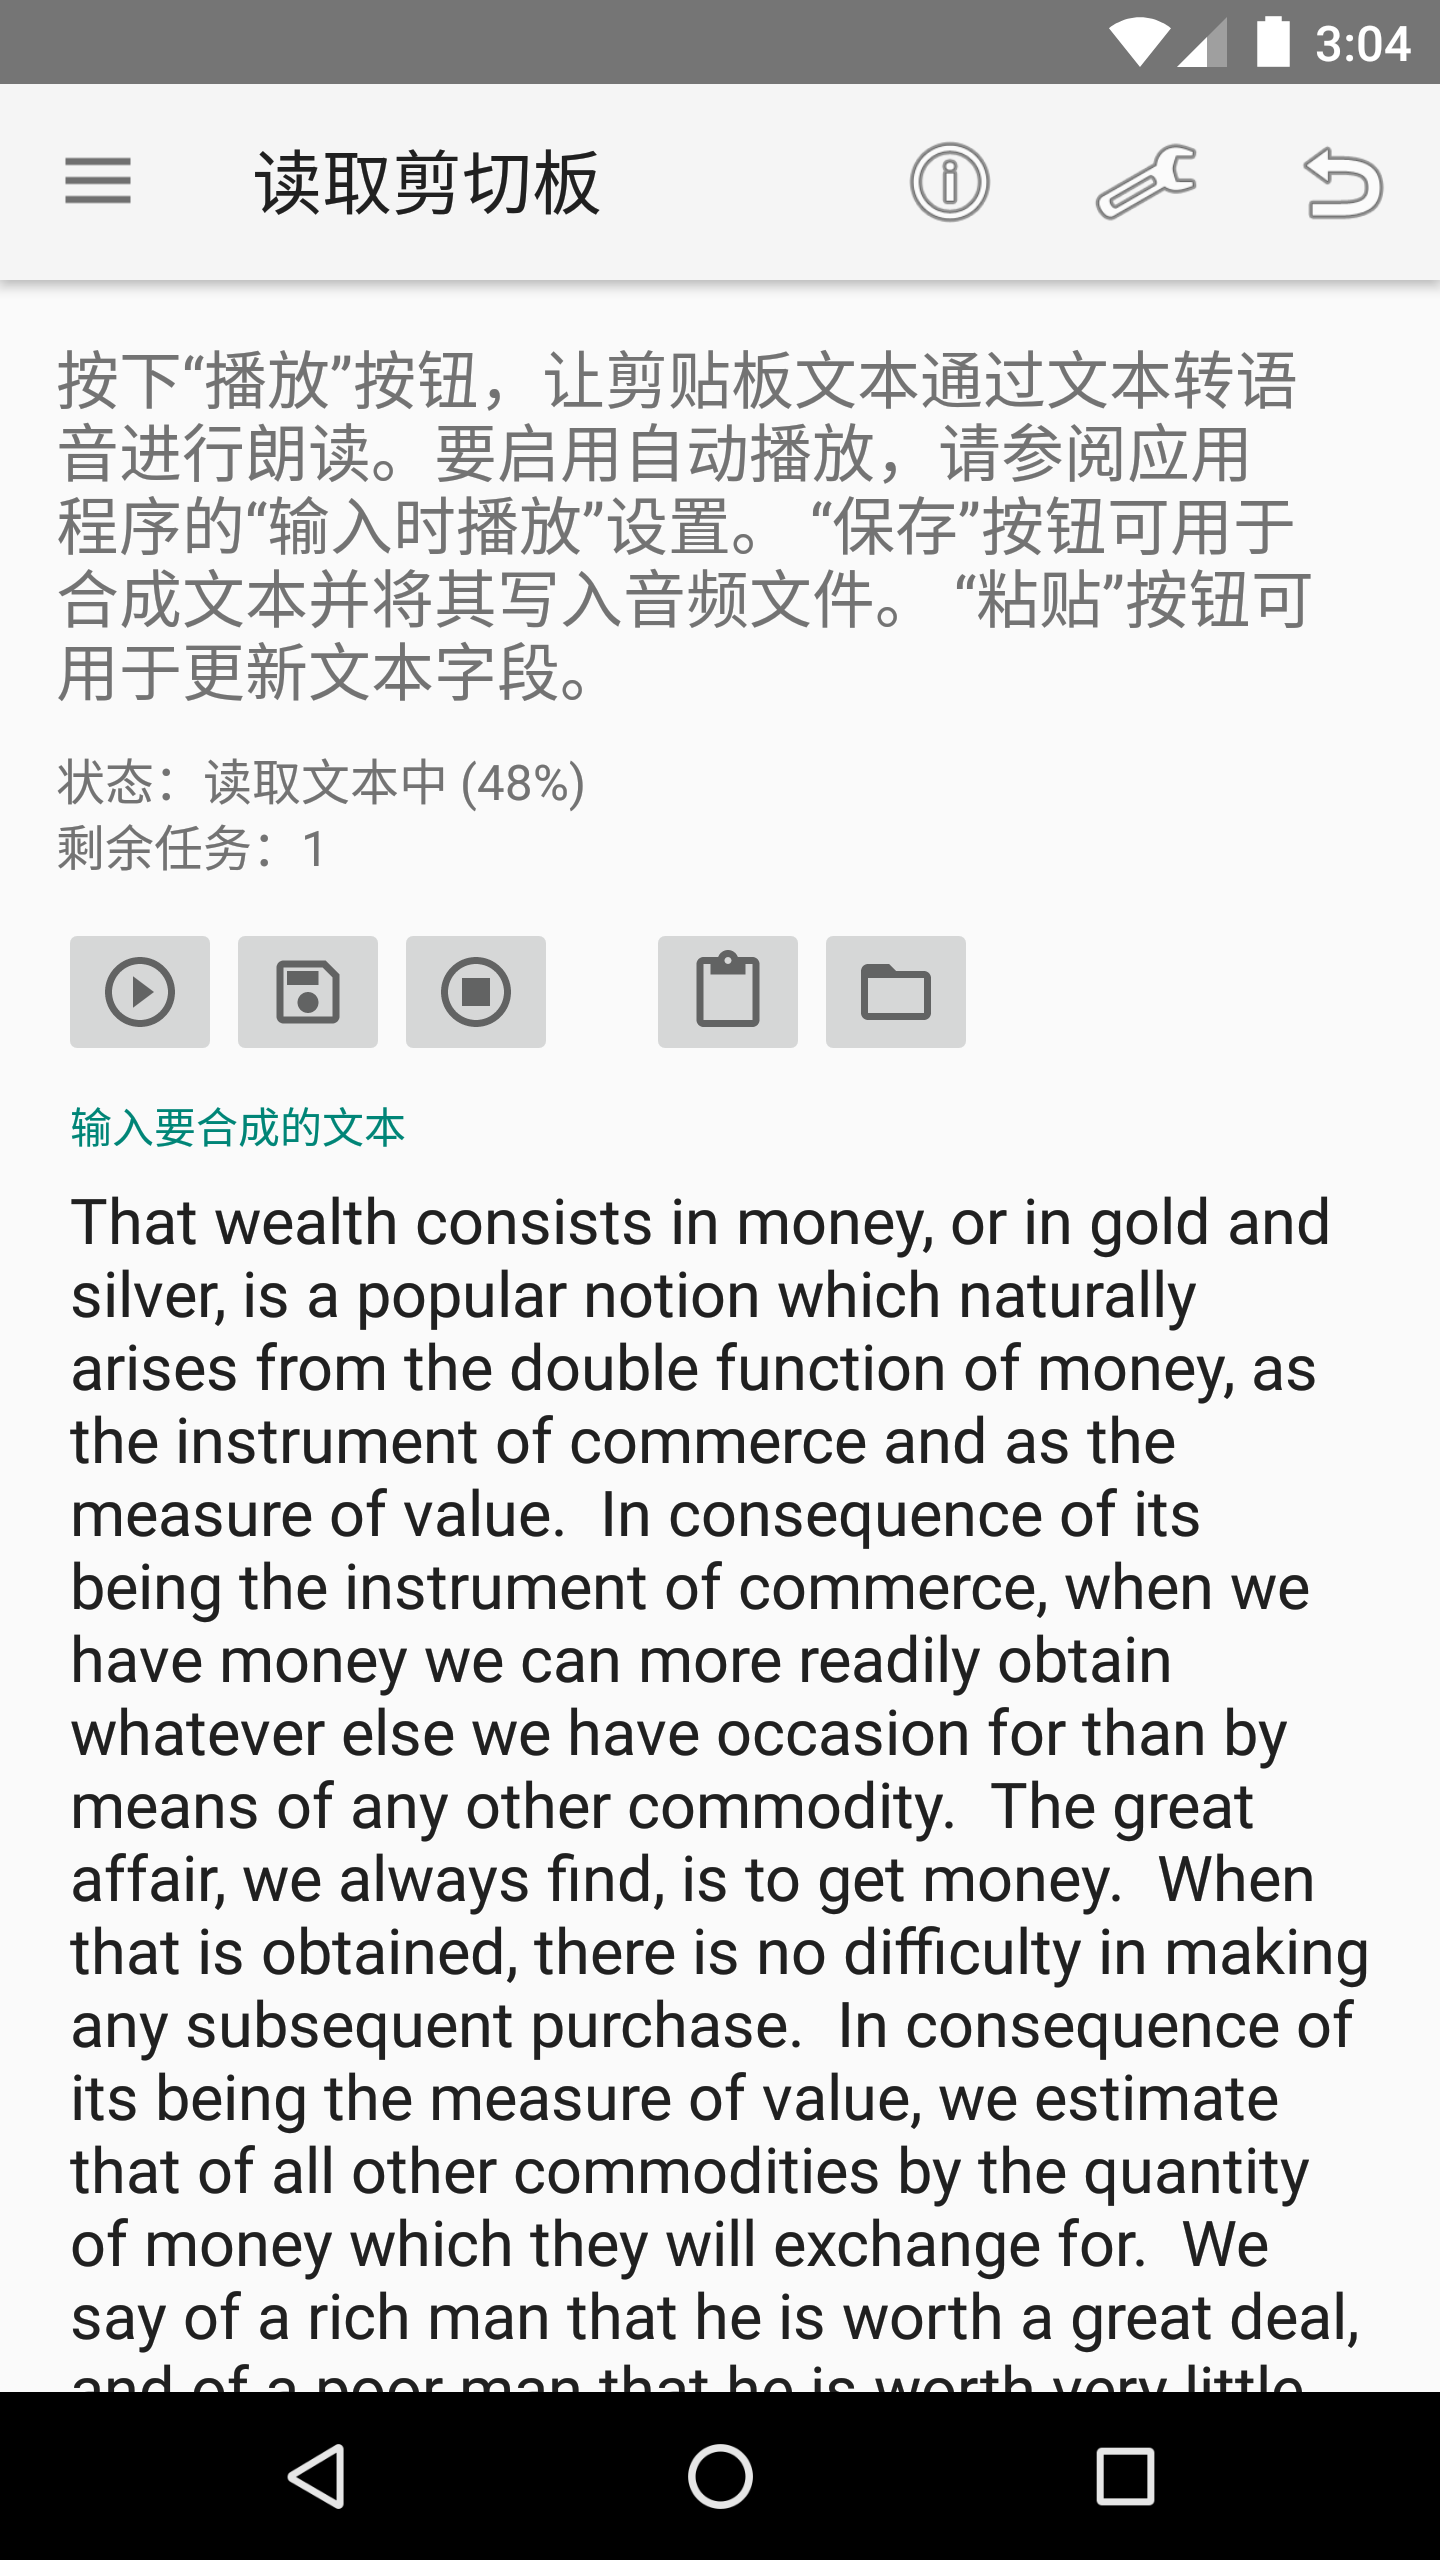 3:04
读取剪切板
按下“播放”按钮，让剪贴板文本通过文本转语
音进行朗读。要启用自动播放，请参阅应用
程序的“输入时播放”设置。 “保存”按钮可用于
合成文本并将其写入音频文件。 “粘贴”按钮可
用于更新文本字段。
状态：读取文本中 (48%)
剩余任务：1
输入要合成的文本
That wealth consists in money, or in gold and
silver, is a popular notion which naturally
arises from the double function of money, as
the instrument of commerce and as the
measure of value.  In consequence of its
being the instrument of commerce, when we
have money we can more readily obtain
whatever else we have occasion for than by
means of any other commodity.  The great
affair, we always find, is to get money.  When
that is obtained, there is no difficulty in making
any subsequent purchase.  In consequence of
its being the measure of value, we estimate
that of all other commodities by the quantity
of money which they will exchange for.  We
say of a rich man that he is worth a great deal,
and of a poor man that he is worth very little